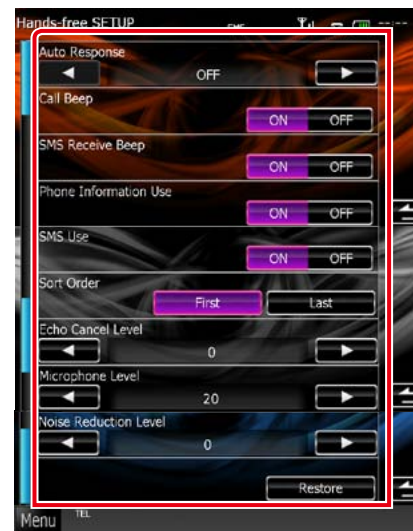 Hands-free SETUP
Auto Response
OFF
Call Beep
ON OFF
SMS Receive Beep
ON OFF
Phone Information Use
ON OFF
SMS Use
ON OFF
Sort Order
First Last
Echo Cancel Level
0
Microphone Level
20
Noise Reduction Level
0
Restore
Menu TEL